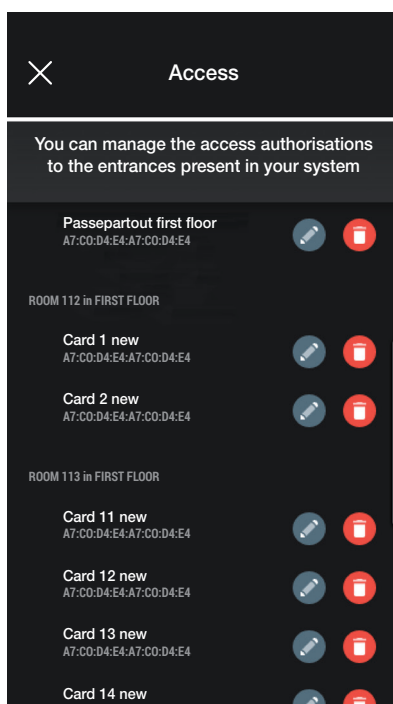 Access
You can manage the access authorisations
to the entrances present in your system
Passepartout first floor
A7:C0:D4:E4:A7:C0:D4:E4
ROOM 112 in FIRST FLOOR
Card 1 new
A7:C0:D4:E4:A7:C0:D4:E4
Card 2 new
A7:C0:D4:E4:A7:C0:D4:E4
ROOM 113 in FIRST FLOOR
Card 11 new
A7:C0:D4:E4:A7:C0:D4:E4
Card 12 new
A7:C0:D4:E4:A7:C0:D4:E4
Card 13 new
A7:C0:D4:E4:A7:C0:D4:E4
Card 14 new